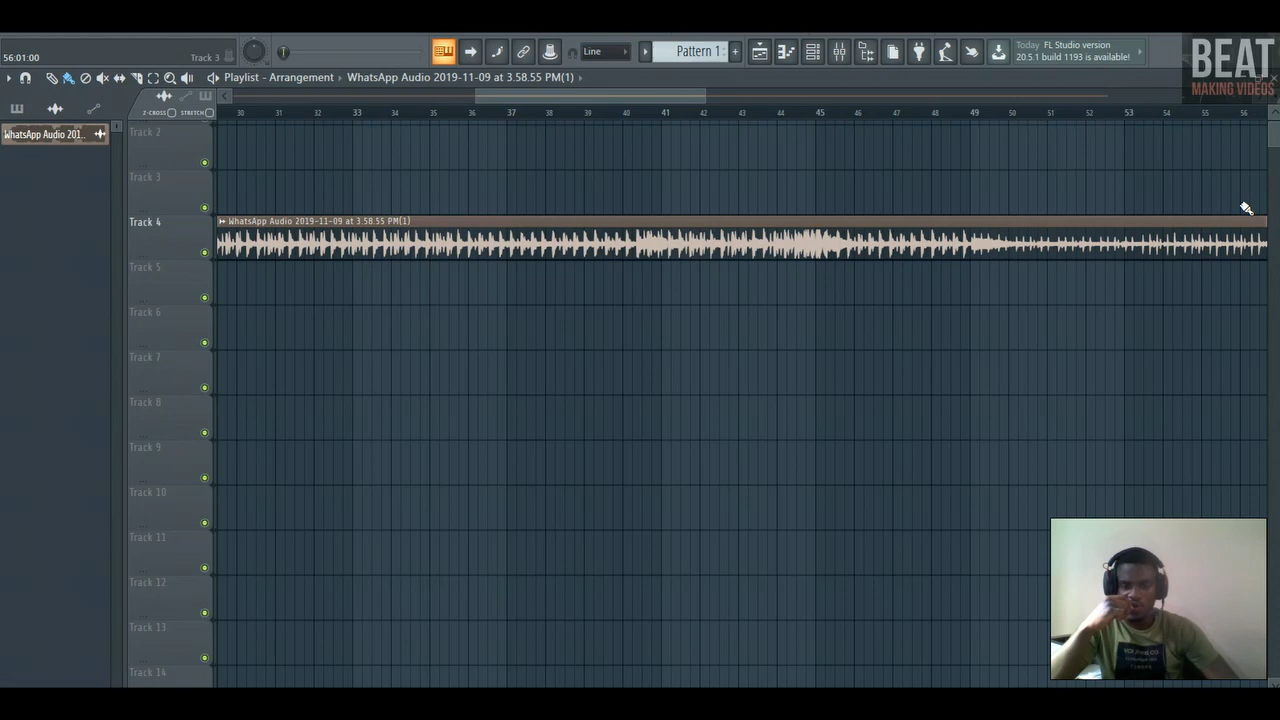 56:01:00
Track 3
Line
Pattern 1
+
Today FL Studio version
20.5.1 build 1193 is available!
BEAT
MAKING VIDEOS
Playlist - Arrangement
WhatsApp Audio 2019-11-09 at 3.58.55 PM(1)
Z-CROSS
STRETCH
30 31 32 33 34 35 36 37 38 39 40 41 42 43 44 45 46 47 48 49 50 51 52 53 54 55 56
WhatsApp Audio 201..
Track 2
Track 3
Track 4
WhatsApp Audio 2019-11-09 at 3.58.55 PM(1)
Track 5
Track 6
Track 7
Track 8
Track 9
Track 10
Track 11
Track 12
Track 13
Track 14